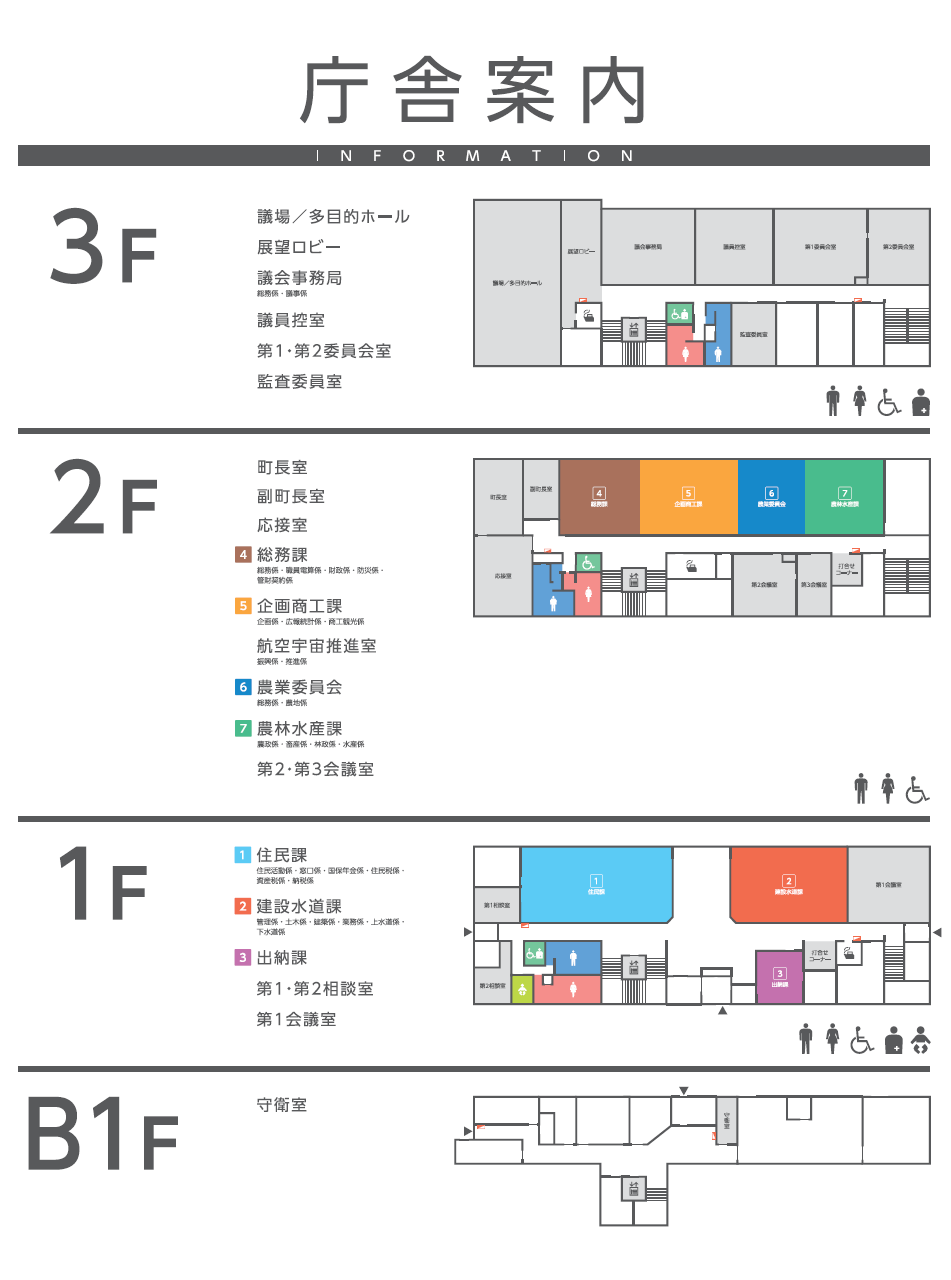 庁舎案内
INFORMATION
3F
議場／多目的ホール
展望ロビー
議会事務局
総務係・議事係
議員控室
第1・第2委員会室
監査委員室
議場／多目的ホール
展望ロビー
議会事務局
議員控室
第1委員会室
第2委員会室
監査委員室
2F
町長室
副町長室
応接室
4 総務課
総務係・職員電算係・財政係・防災係・
管財契約係
5 企画商工課
企画係・広報統計係・商工観光係
航空宇宙推進室
振興係・推進係
6 農業委員会
総務係・農地係
7 農林水産課
農政係・畜産係・林政係・水産係
第2・第3会議室
町長室
副町長室
4
総務課
5
企画商工課
6
農業委員会
7
農林水産課
応接室
第2会議室
第3会議室
打合せ
コーナー
1F
1 住民課
住民活動係・窓口係・国保年金係・住民税係・
資産税係・納税係
2 建設水道課
管理係・土木係・建築係・業務係・上水道係・
下水道係
3 出納課
第1・第2相談室
第1会議室
1
住民課
2
建設水道課
第1会議室
第1相談室
第2相談室
3
出納課
打合せ
コーナー
B1F
守衛室
守衛室